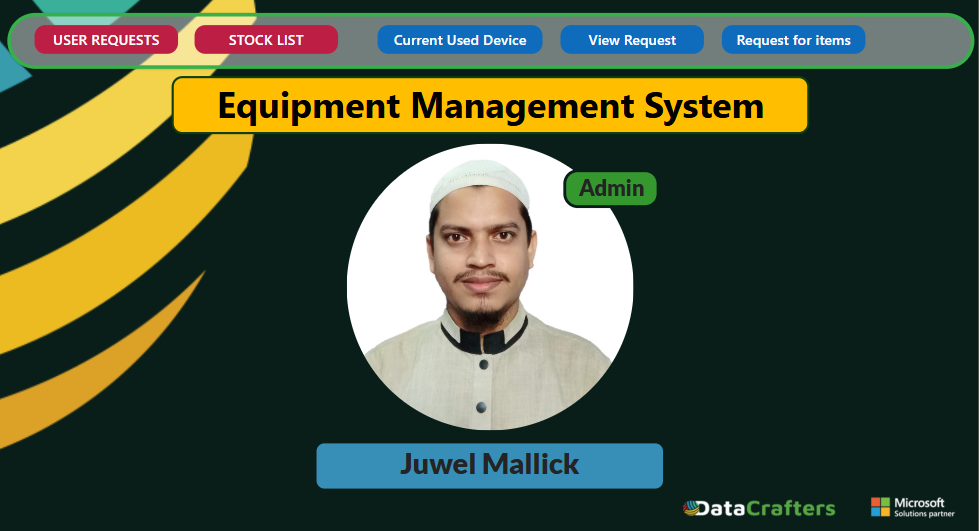 USER REQUESTS STOCK LIST Current Used Device View Request Request for items
Equipment Management System
Admin
Juwel Mallick
DataCrafters
Microsoft
Solutions partner